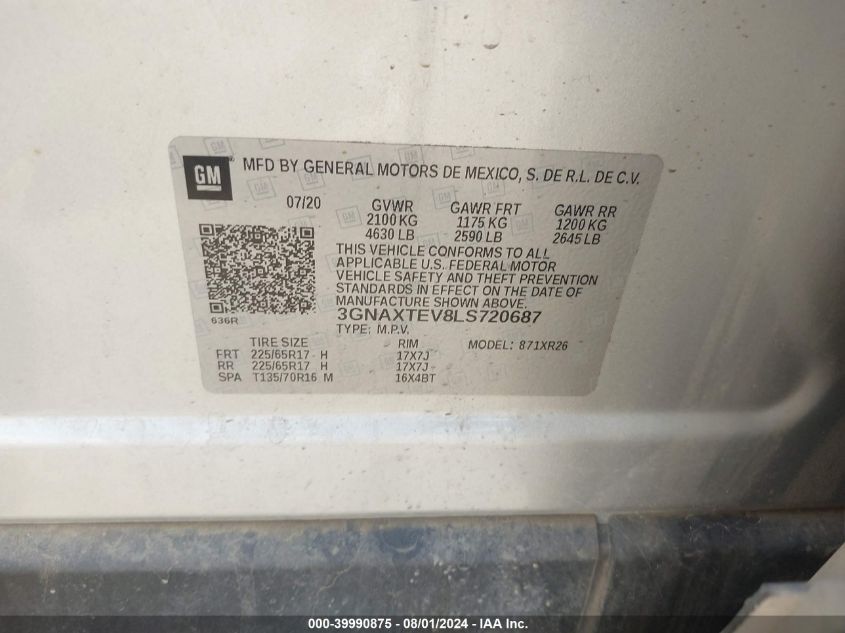 GM
MFD BY GENERAL MOTORS DE MEXICO, S. DE R.L. DE C.V.
07/20 GVWR GAWR FRT GAWR RR
2100 KG 1175 KG 1200 KG
4630 LB 2590 LB 2645 LB
THIS VEHICLE CONFORMS TO ALL
APPLICABLE U.S. FEDERAL MOTOR
VEHICLE SAFETY AND THEFT PREVENTION
STANDARDS IN EFFECT ON THE DATE OF
MANUFACTURE SHOWN ABOVE.
636R 3GNAXTEV8LS720687
TYPE: M.P.V.
TIRE SIZE RIM MODEL: 871XR26
FRT 225/65R17 H 17X7J
RR 225/65R17 H 17X7J
SPA T135/70R16 M 16X4BT
000-39990875 - 08/01/2024 - IAA Inc.